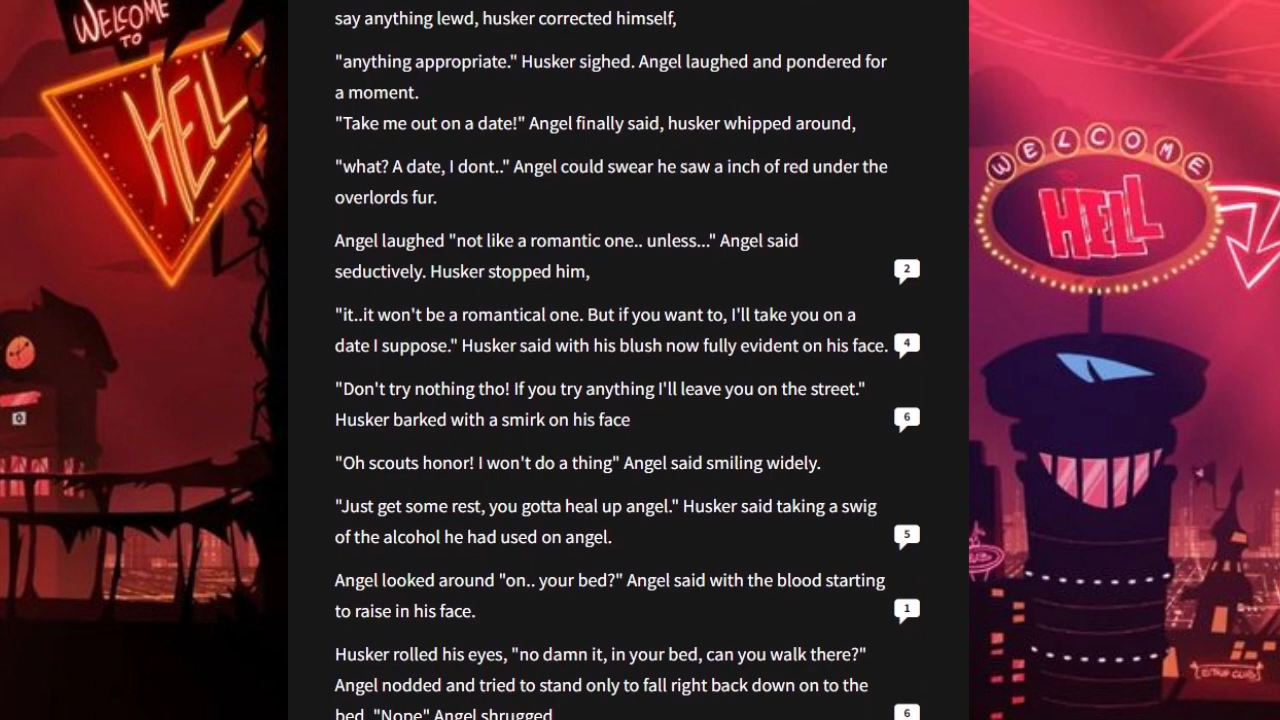 WELCOME
TO
HELL
say anything lewd, husker corrected himself,
"anything appropriate." Husker sighed. Angel laughed and pondered for
a moment.
"Take me out on a date!" Angel finally said, husker whipped around,
"what? A date, I dont.." Angel could swear he saw a inch of red under the
overlords fur.
Angel laughed "not like a romantic one.. unless..." Angel said
seductively. Husker stopped him,
2
"it..it won't be a romantical one. But if you want to, I'll take you on a
date I suppose." Husker said with his blush now fully evident on his face.
4
"Don't try nothing tho! If you try anything I'll leave you on the street."
Husker barked with a smirk on his face
6
"Oh scouts honor! I won't do a thing" Angel said smiling widely.
"Just get some rest, you gotta heal up angel." Husker said taking a swig
of the alcohol he had used on angel.
5
Angel looked around "on.. your bed?" Angel said with the blood starting
to raise in his face.
1
Husker rolled his eyes, "no damn it, in your bed, can you walk there?"
Angel nodded and tried to stand only to fall right back down on to the
bed. "Nope" Angel shrugged
6
WELCOME
HELL